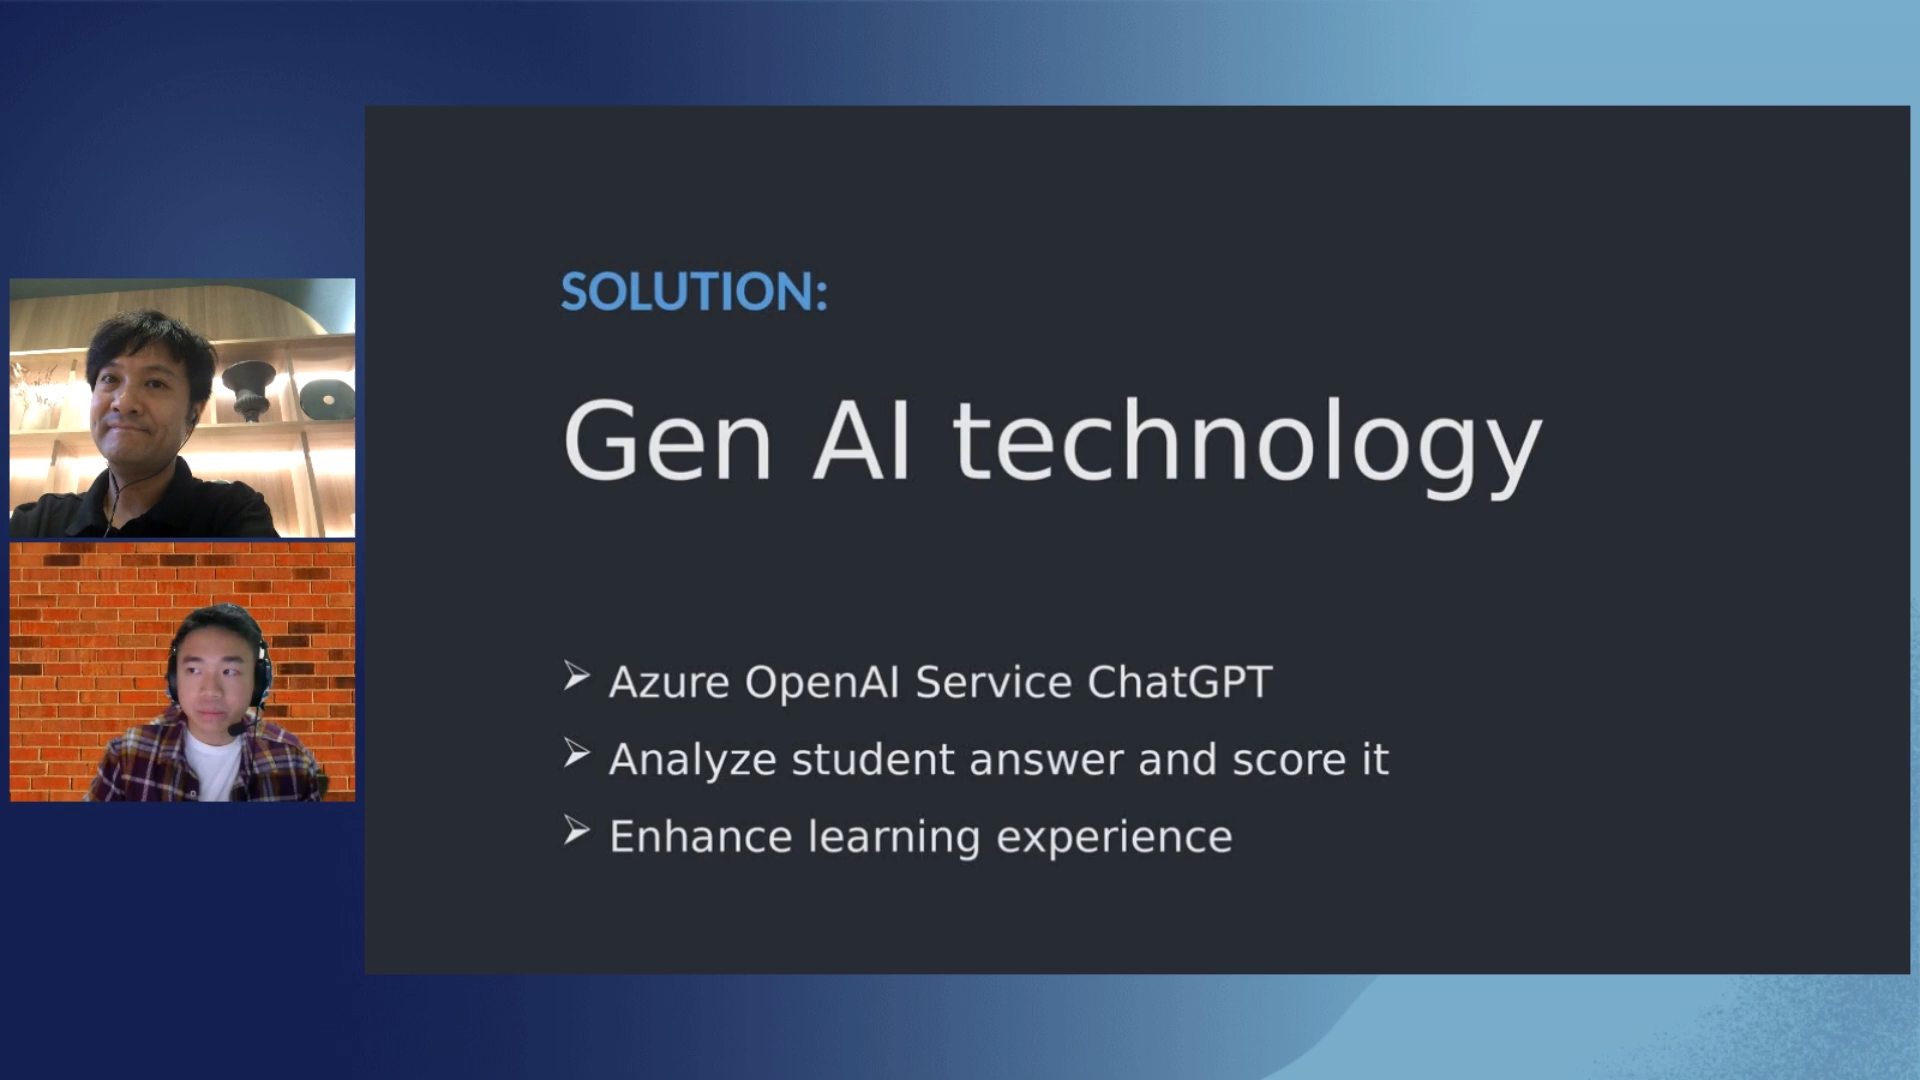 SOLUTION:
Gen AI technology
➢ Azure OpenAI Service ChatGPT
➢ Analyze student answer and score it
➢ Enhance learning experience